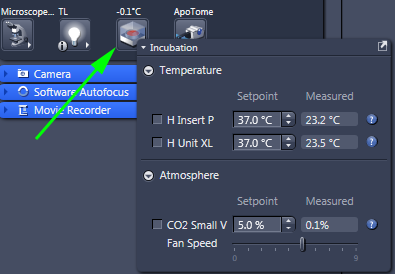 Microscope... TL -0.1°C ApoTome
Incubation
Camera
Software Autofocus
Movie Recorder
Temperature
Setpoint Measured
H Insert P 37.0 °C 23.2 °C
H Unit XL 37.0 °C 23.5 °C
Atmosphere
Setpoint Measured
CO2 Small V 5.0 % 0.1%
Fan Speed
0 9